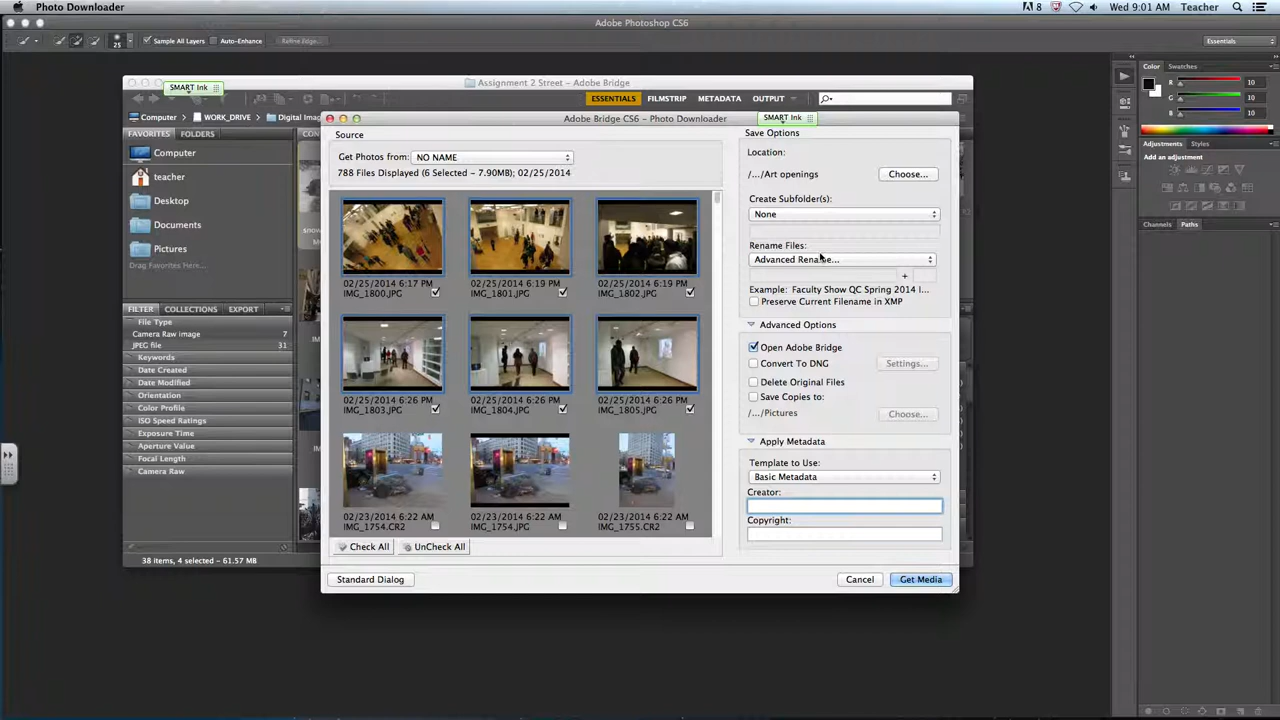 Photo Downloader
8
Wed 9:01 AM
Teacher
Adobe Photoshop CS6
25
Sample All Layers
Auto-Enhance
Refine Edge...
Essentials
Assignment 2 Street – Adobe Bridge
SMART Ink
ESSENTIALS
FILMSTRIP
METADATA
OUTPUT
Computer
WORK_DRIVE
Digital Ima
FAVORITES
FOLDERS
Computer
teacher
Desktop
Documents
Pictures
Drag Favorites Here...
FILTER
COLLECTIONS
EXPORT
File Type
Camera Raw image 7
JPEG file 31
Keywords
Date Created
Date Modified
Orientation
Color Profile
ISO Speed Ratings
Exposure Time
Aperture Value
Focal Length
Camera Raw
38 items, 4 selected – 61.57 MB
Adobe Bridge CS6 – Photo Downloader
SMART Ink
Source
Get Photos from:
NO NAME
788 Files Displayed (6 Selected – 7.90MB); 02/25/2014
02/25/2014 6:17 PM
IMG_1800.JPG
02/25/2014 6:19 PM
IMG_1801.JPG
02/25/2014 6:19 PM
IMG_1802.JPG
02/25/2014 6:26 PM
IMG_1803.JPG
02/25/2014 6:26 PM
IMG_1804.JPG
02/25/2014 6:26 PM
IMG_1805.JPG
02/23/2014 6:22 AM
IMG_1754.CR2
02/23/2014 6:22 AM
IMG_1754.JPG
02/23/2014 6:22 AM
IMG_1755.CR2
Check All
UnCheck All
Standard Dialog
Save Options
Location:
/.../Art openings
Choose...
Create Subfolder(s):
None
Rename Files:
Advanced Rename...
+
Example: Faculty Show QC Spring 2014 I...
Preserve Current Filename in XMP
Advanced Options
Open Adobe Bridge
Convert To DNG
Settings...
Delete Original Files
Save Copies to:
/.../Pictures
Choose...
Apply Metadata
Template to Use:
Basic Metadata
Creator:
Copyright:
Cancel
Get Media
Color
Swatches
R 10
G 10
B 10
Adjustments
Styles
Add an adjustment
Channels
Paths